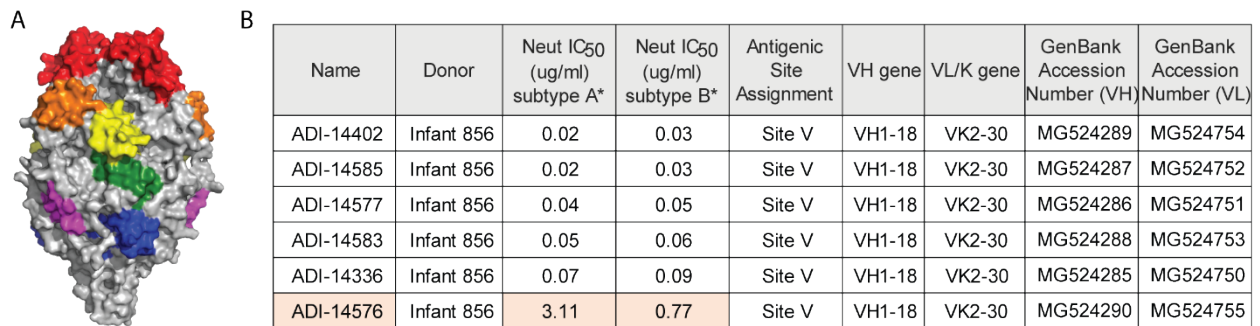 A
B
Name Donor Neut IC50 (ug/ml) subtype A* Neut IC50 (ug/ml) subtype B* Antigenic Site Assignment VH gene VL/K gene GenBank Accession Number (VH) GenBank Accession Number (VL)
ADI-14402 Infant 856 0.02 0.03 Site V VH1-18 VK2-30 MG524289 MG524754
ADI-14585 Infant 856 0.02 0.03 Site V VH1-18 VK2-30 MG524287 MG524752
ADI-14577 Infant 856 0.04 0.05 Site V VH1-18 VK2-30 MG524286 MG524751
ADI-14583 Infant 856 0.05 0.06 Site V VH1-18 VK2-30 MG524288 MG524753
ADI-14336 Infant 856 0.07 0.09 Site V VH1-18 VK2-30 MG524285 MG524750
ADI-14576 Infant 856 3.11 0.77 Site V VH1-18 VK2-30 MG524290 MG524755